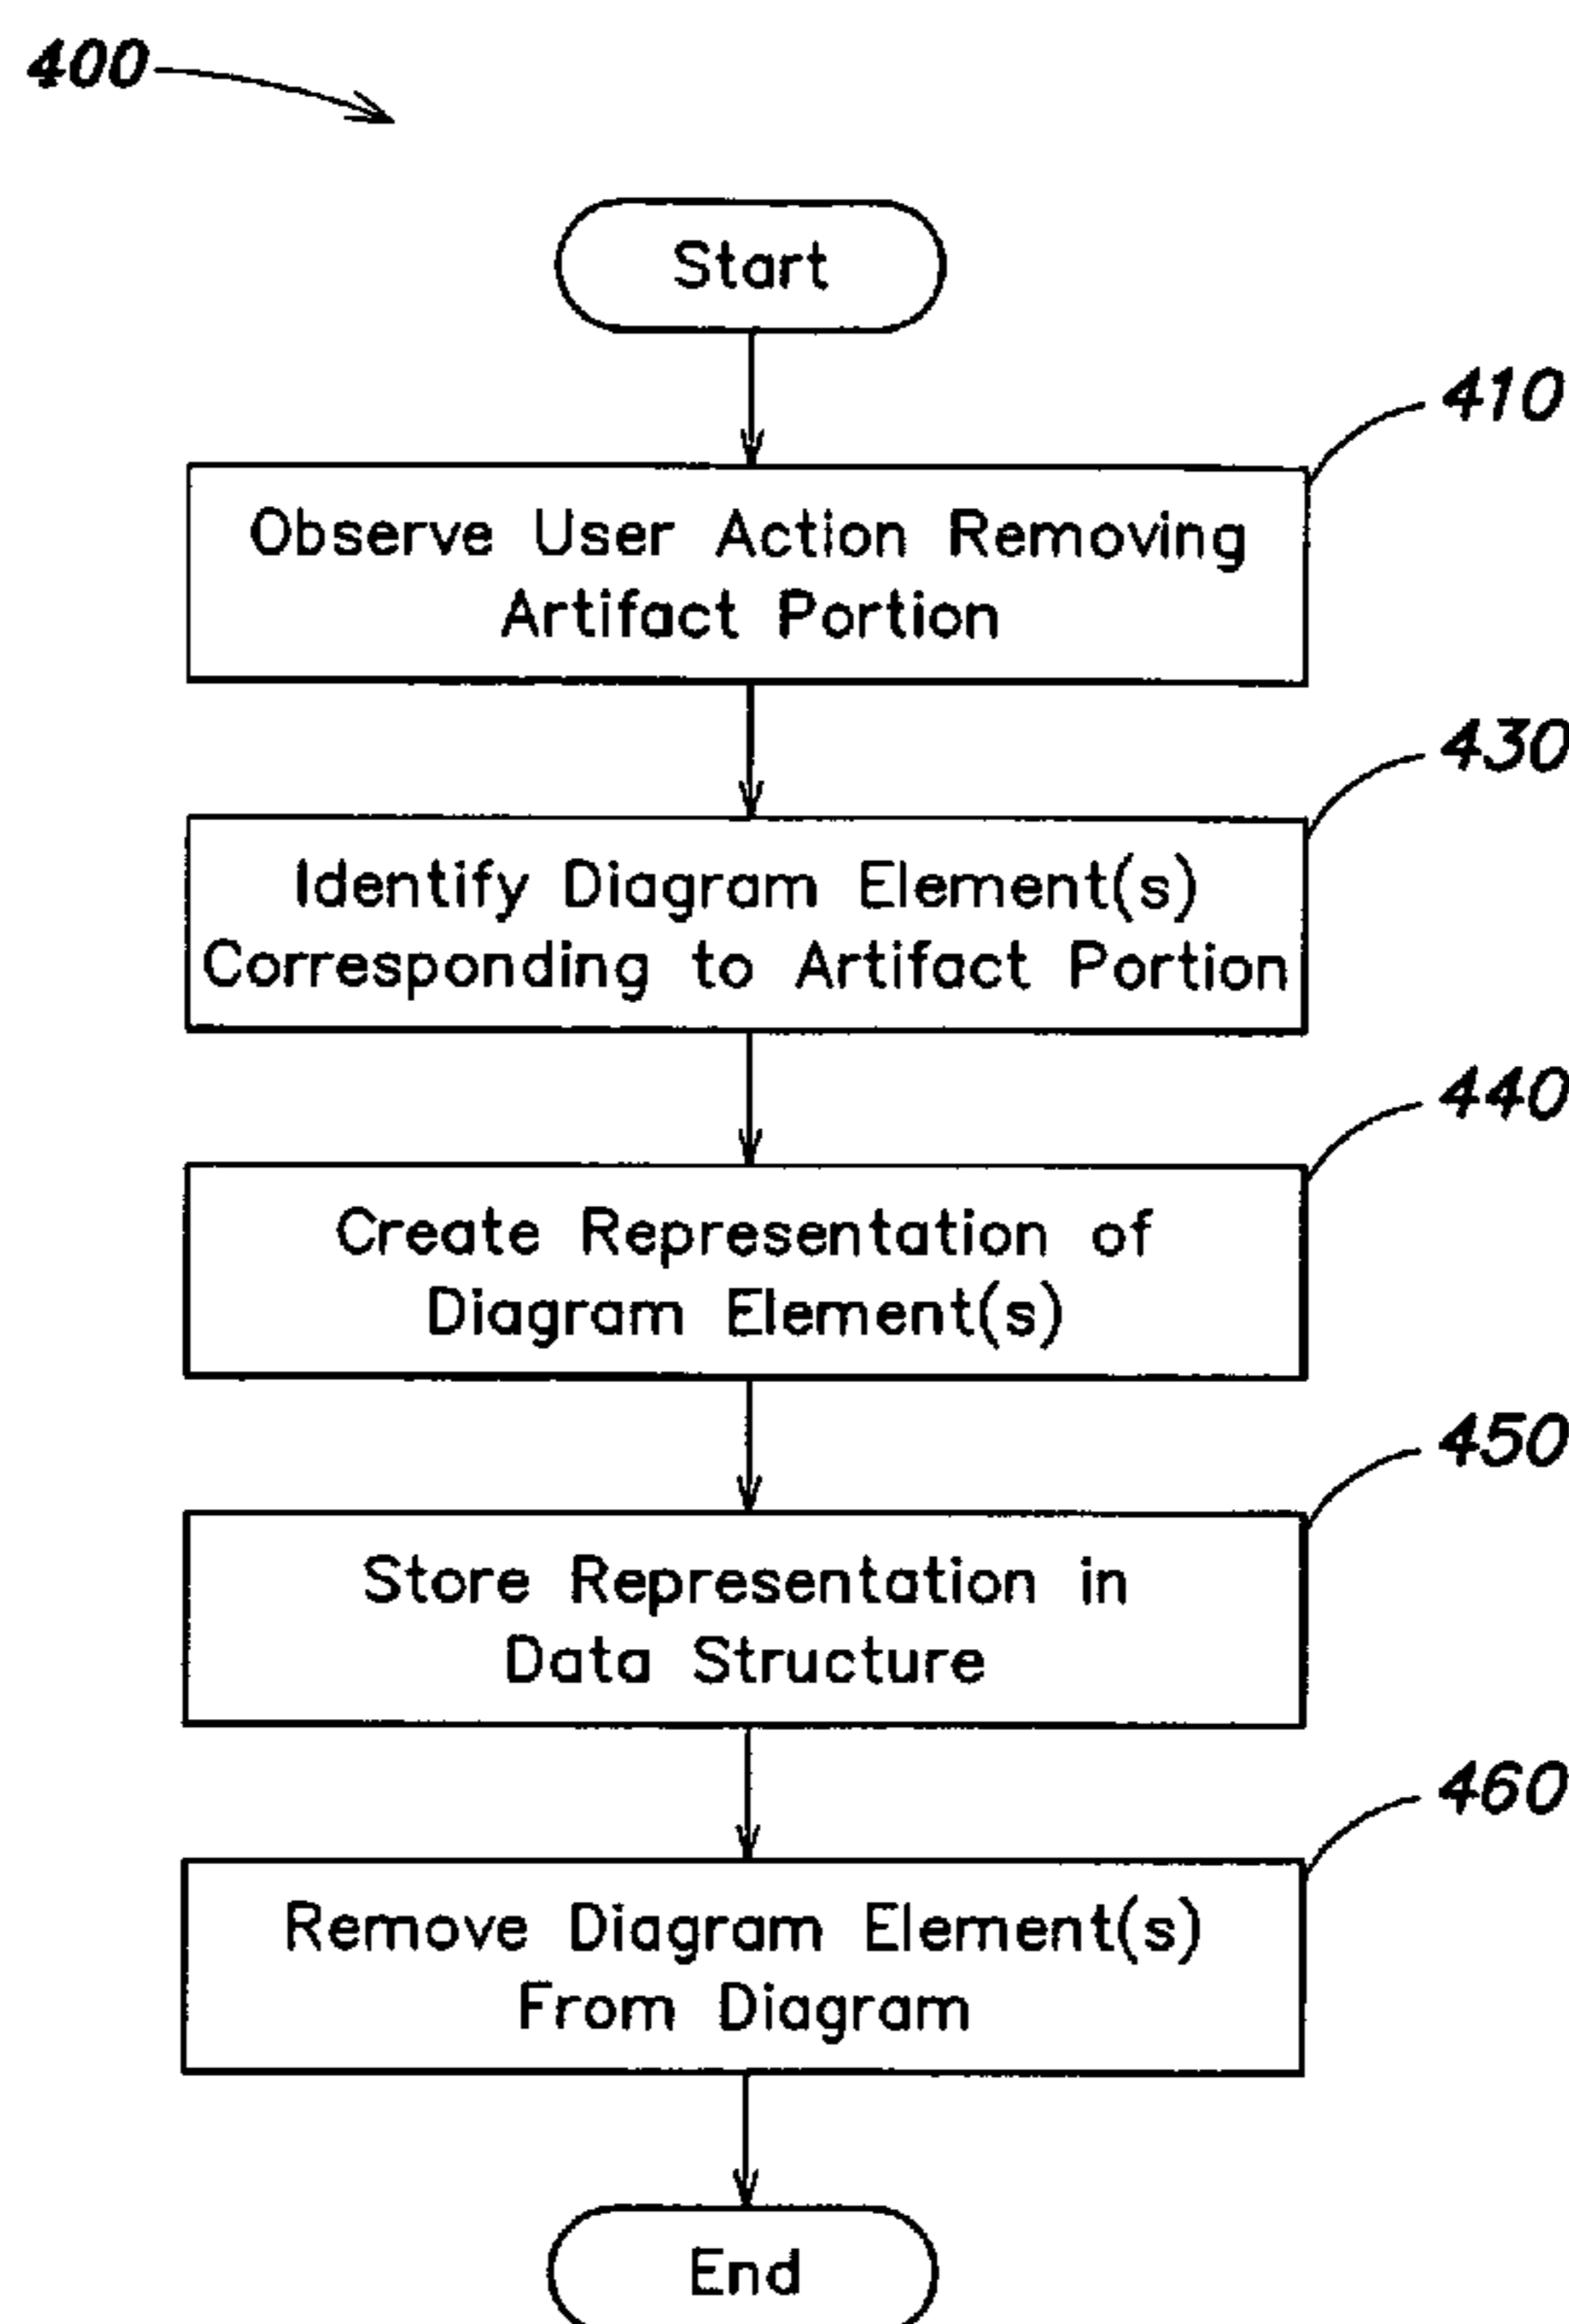 400
Start
410
Observe User Action Removing
Artifact Portion
430
Identify Diagram Element(s)
Corresponding to Artifact Portion
440
Create Representation of
Diagram Element(s)
450
Store Representation in
Data Structure
460
Remove Diagram Element(s)
From Diagram
End